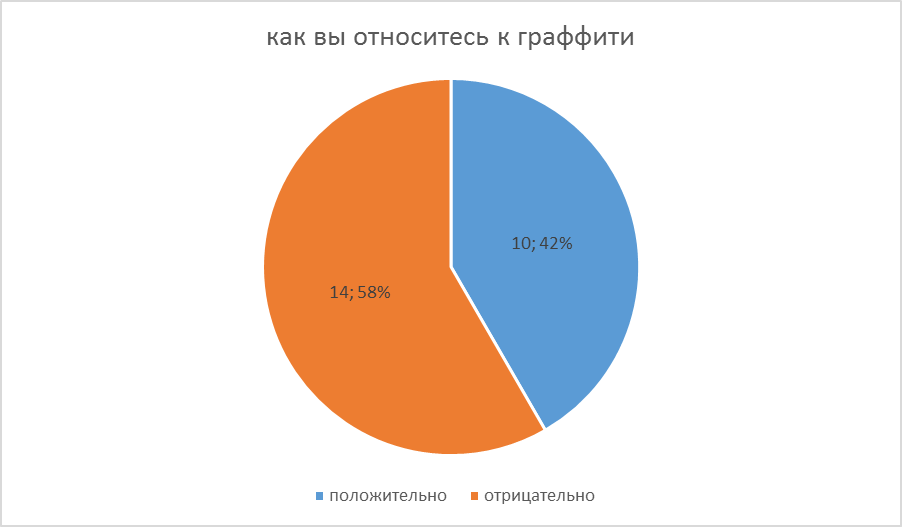 как вы относитесь к граффити
10; 42%
14; 58%
положительно
отрицательно